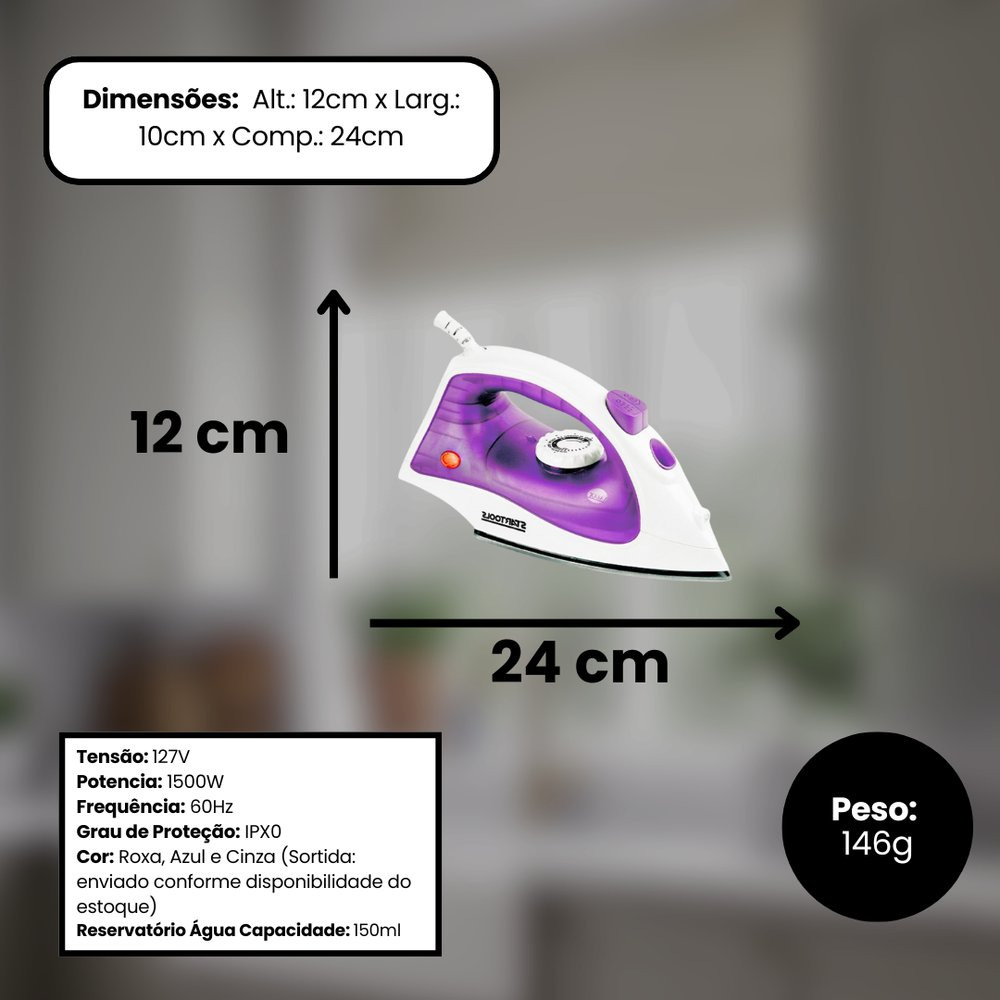 Dimensões: Alt.: 12cm x Larg.:
10cm x Comp.: 24cm
12 cm
STARTOOLS
24 cm
Tensão: 127V
Potencia: 1500W
Frequência: 60Hz
Grau de Proteção: IPX0
Cor: Roxa, Azul e Cinza (Sortida:
enviado conforme disponibilidade do
estoque)
Reservatório Água Capacidade: 150ml
Peso:
146g